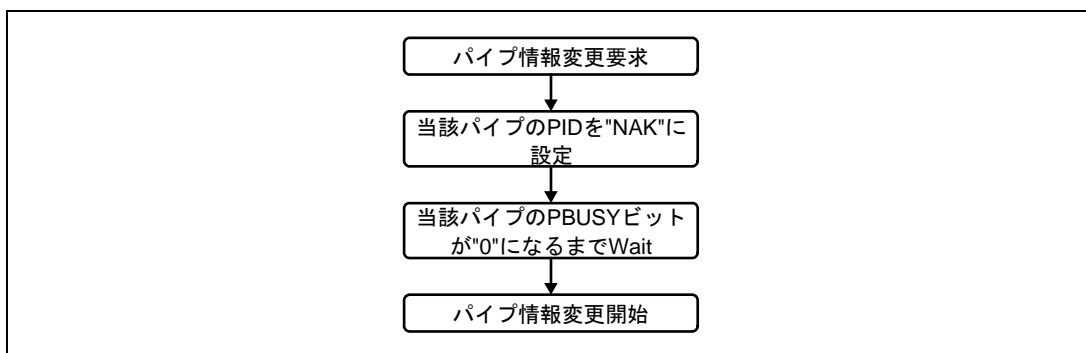 パイプ情報変更要求
当該パイプのPIDを"NAK"に
設定
当該パイプのPBUSYビット
が"0"になるまでWait
パイプ情報変更開始